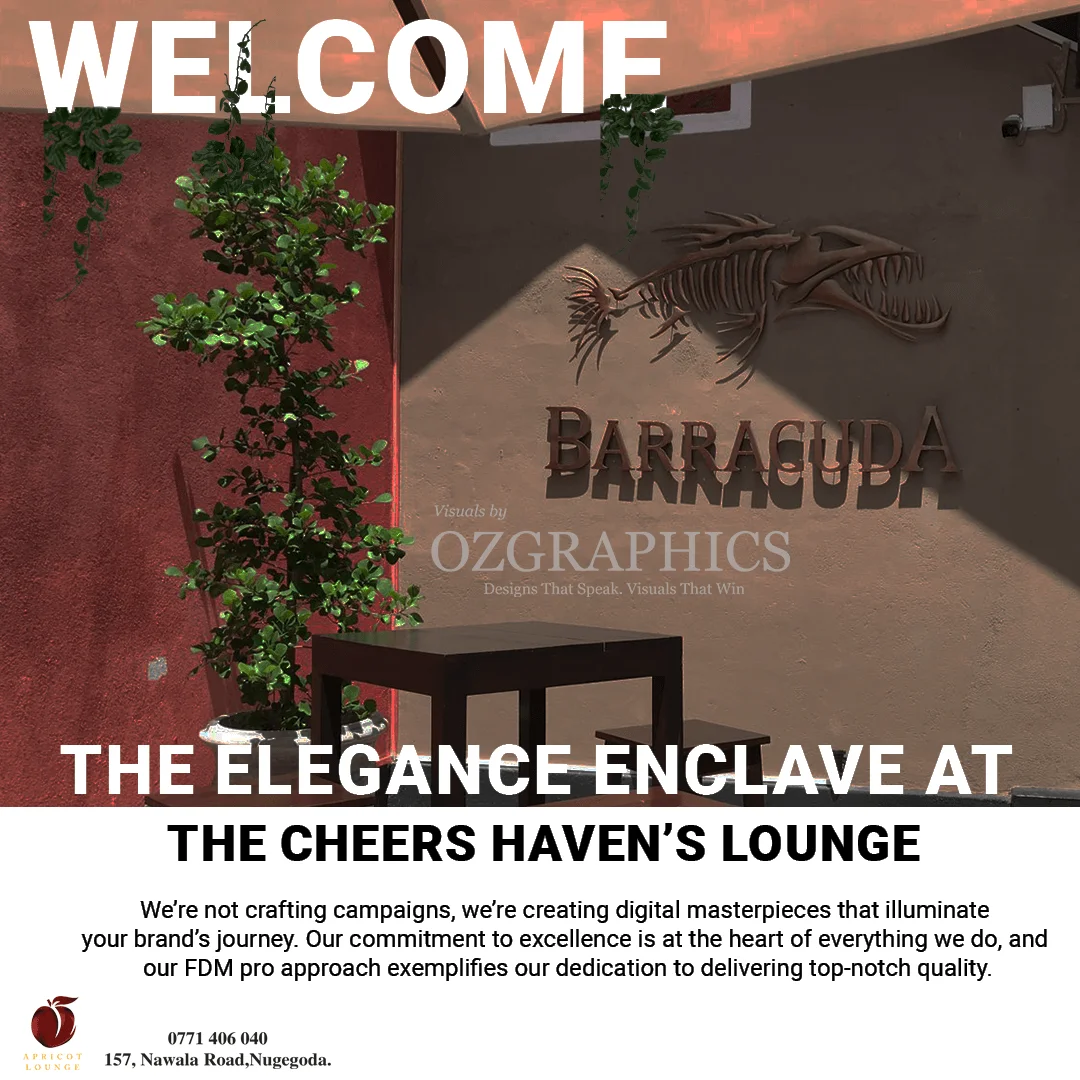 WELCOME
BARRACUDA
Visuals by
OZGRAPHICS
Designs That Speak. Visuals That Win
THE ELEGANCE ENCLAVE AT
THE CHEERS HAVEN’S LOUNGE
We’re not crafting campaigns, we’re creating digital masterpieces that illuminate
your brand’s journey. Our commitment to excellence is at the heart of everything we do, and
our FDM pro approach exemplifies our dedication to delivering top-notch quality.
APRICOT
LOUNGE
0771 406 040
157, Nawala Road,Nugegoda.